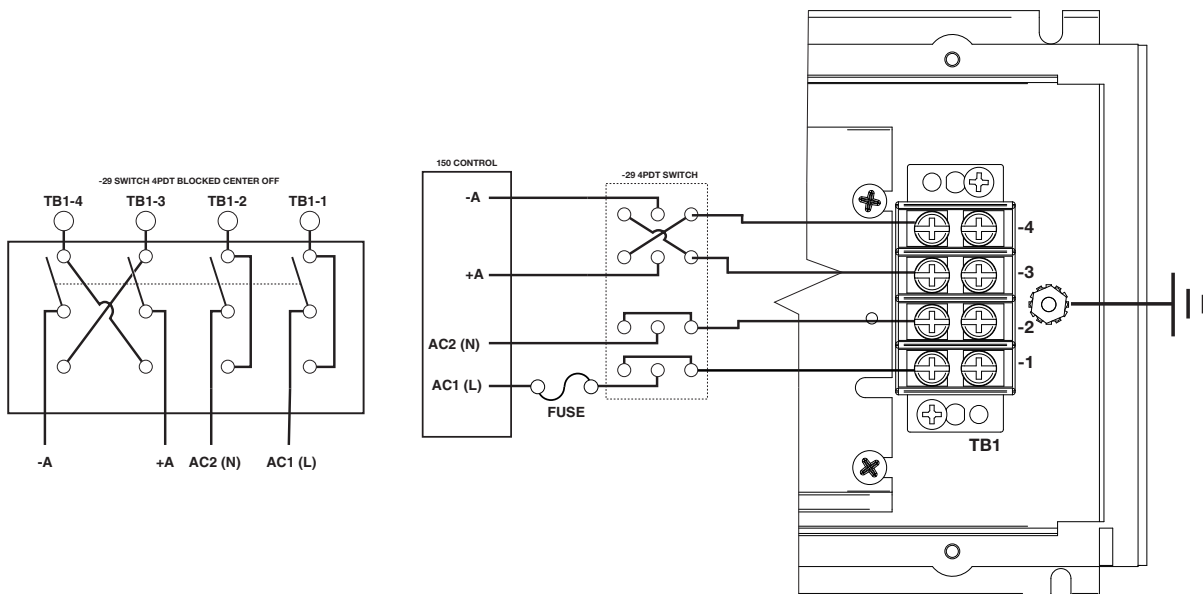 -29 SWITCH 4PDT BLOCKED CENTER OFF
TB1-4 TB1-3 TB1-2 TB1-1
-A +A AC2 (N) AC1 (L)
150 CONTROL
-29 4PDT SWITCH
-A
+A
AC2 (N)
AC1 (L)
FUSE
-4
-3
-2
-1
TB1